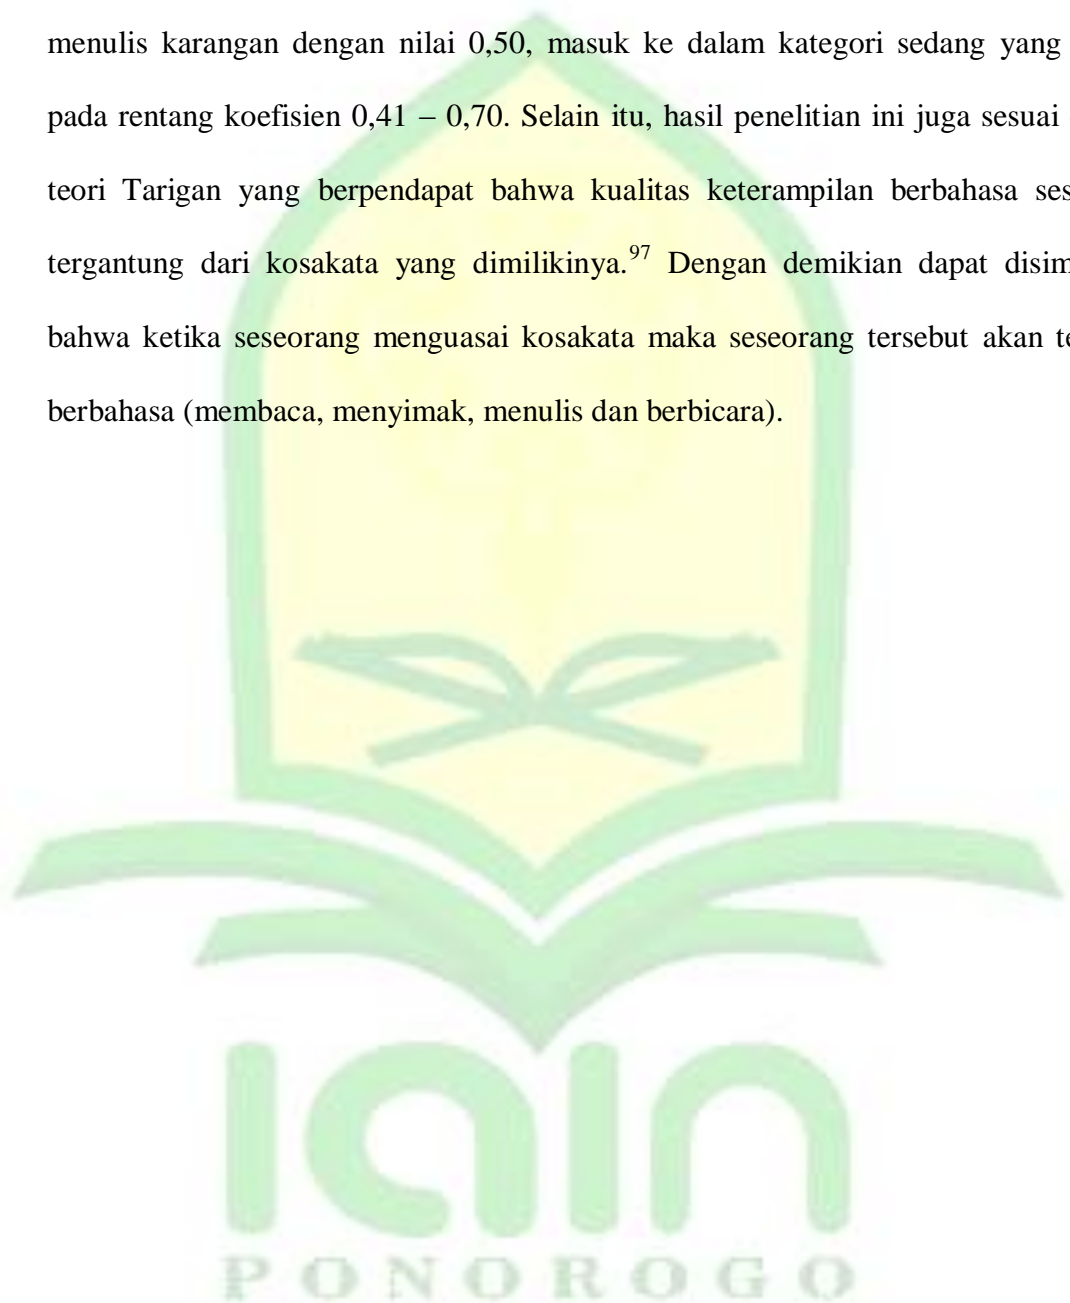 menulis karangan dengan nilai 0,50, masuk ke dalam kategori sedang yang
pada rentang koefisien 0,41 – 0,70. Selain itu, hasil penelitian ini juga sesuai
teori Tarigan yang berpendapat bahwa kualitas keterampilan berbahasa ses
tergantung dari kosakata yang dimilikinya.97 Dengan demikian dapat disim
bahwa ketika seseorang menguasai kosakata maka seseorang tersebut akan te
berbahasa (membaca, menyimak, menulis dan berbicara).
iain
PONOROGO